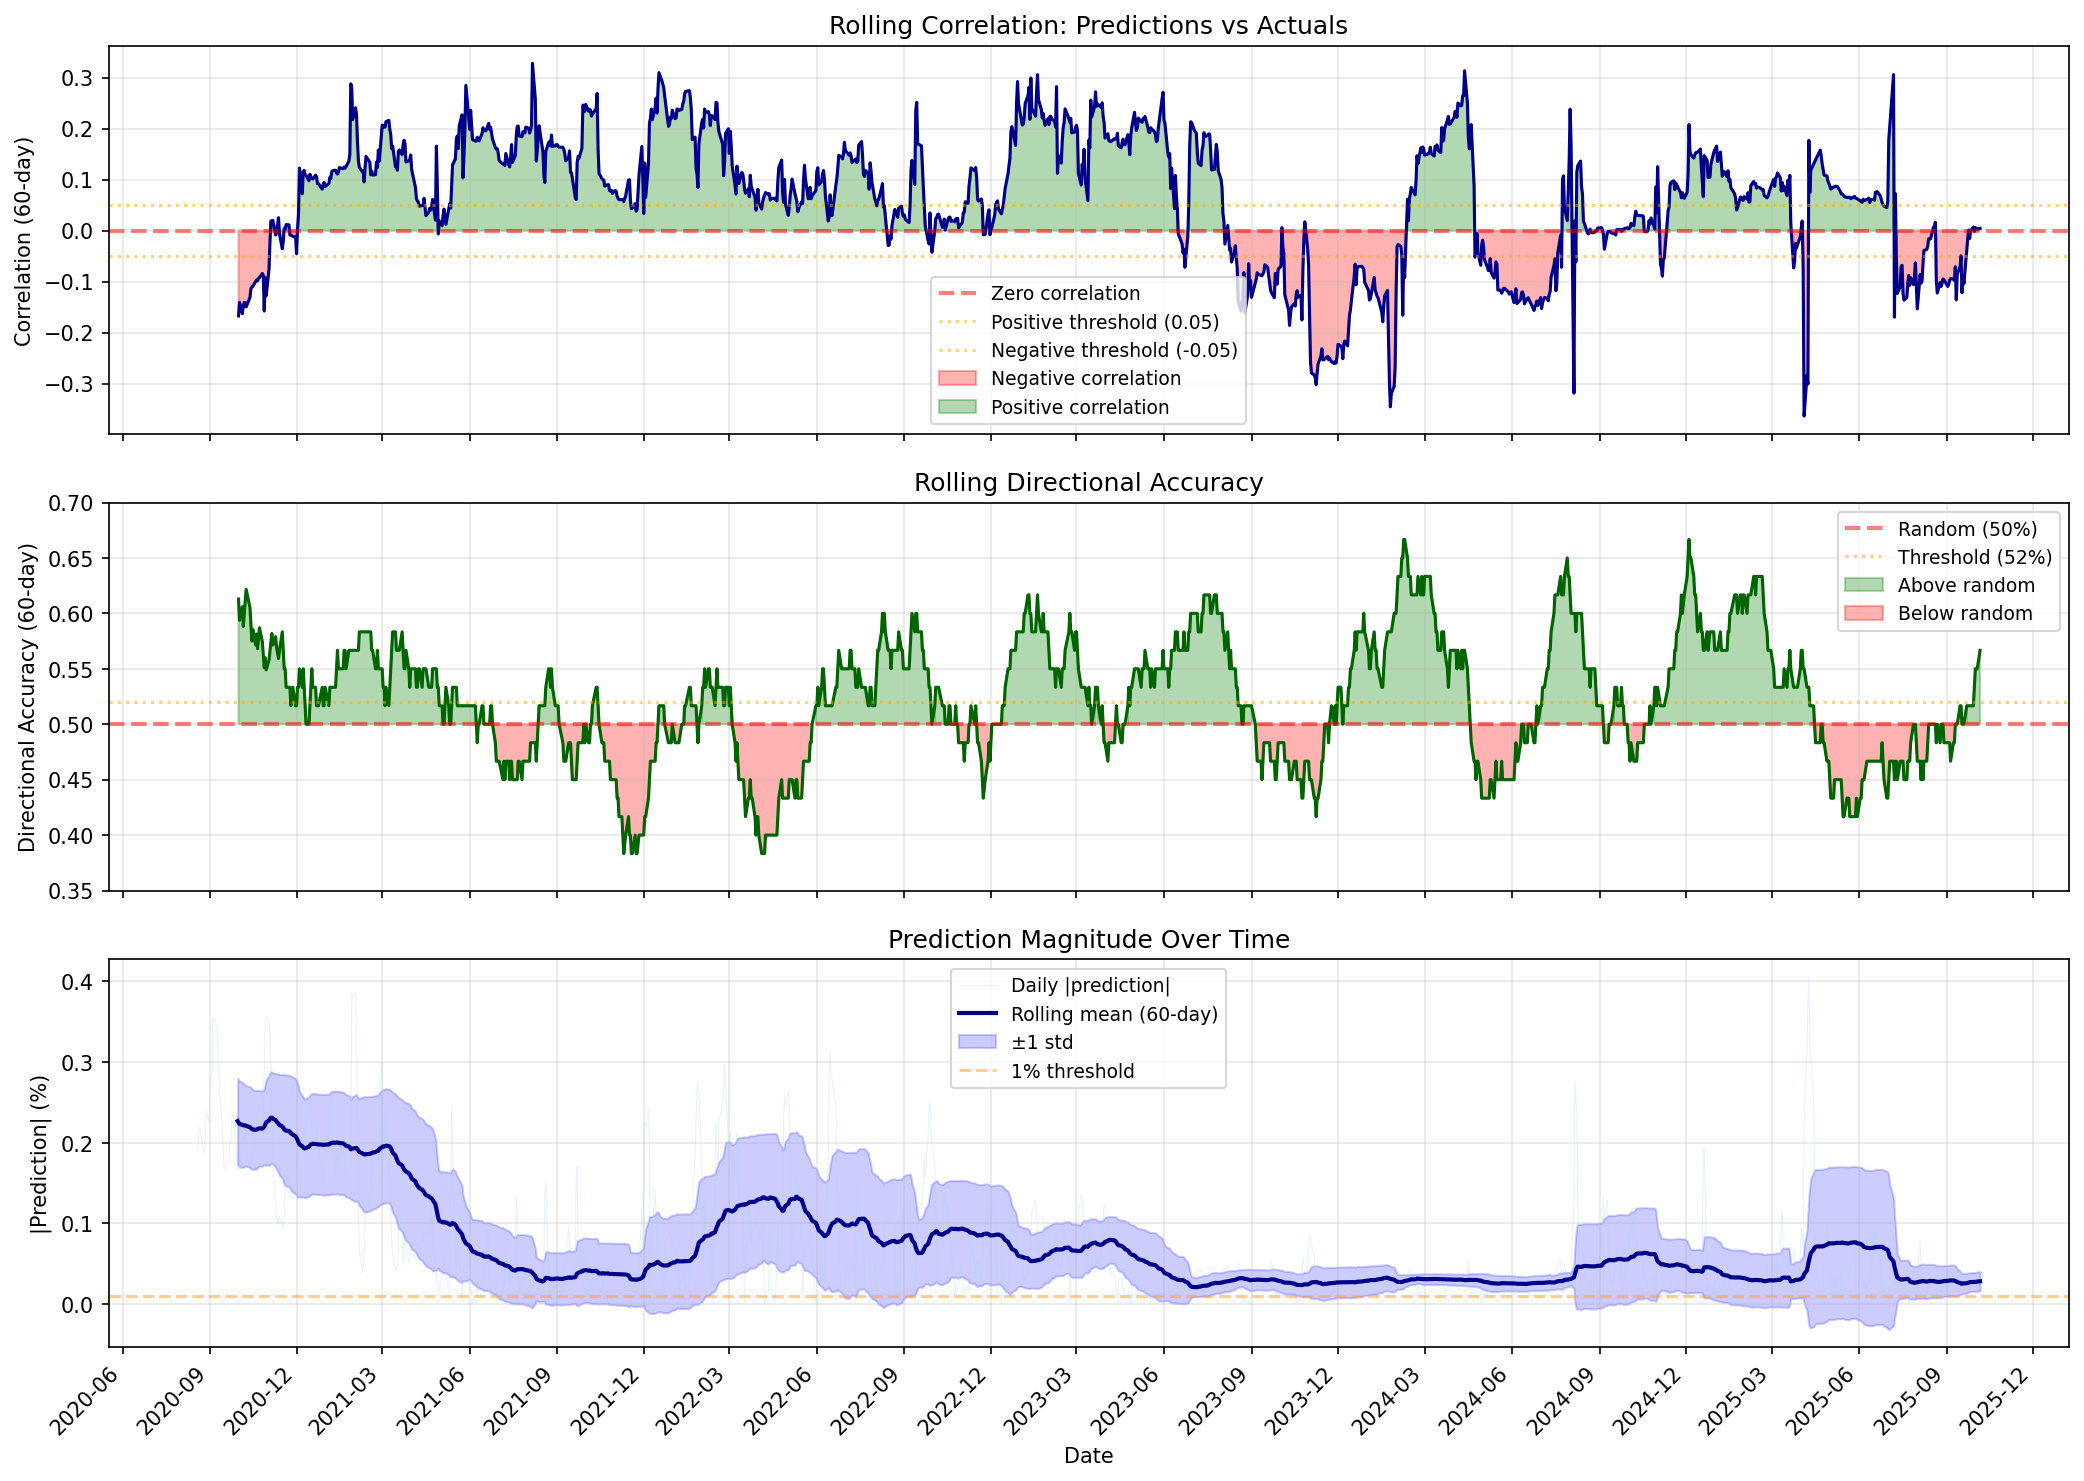 Rolling Correlation: Predictions vs Actuals
Correlation (60-day)
0.3
0.2
0.1
0.0
−0.1
−0.2
−0.3
Zero correlation
Positive threshold (0.05)
Negative threshold (-0.05)
Negative correlation
Positive correlation
Rolling Directional Accuracy
Directional Accuracy (60-day)
0.70
0.65
0.60
0.55
0.50
0.45
0.40
0.35
Random (50%)
Threshold (52%)
Above random
Below random
Prediction Magnitude Over Time
|Prediction| (%)
0.4
0.3
0.2
0.1
0.0
Daily |prediction|
Rolling mean (60-day)
±1 std
1% threshold
2020-06
2020-09
2020-12
2021-03
2021-06
2021-09
2021-12
2022-03
2022-06
2022-09
2022-12
2023-03
2023-06
2023-09
2023-12
2024-03
2024-06
2024-09
2024-12
2025-03
2025-06
2025-09
2025-12
Date